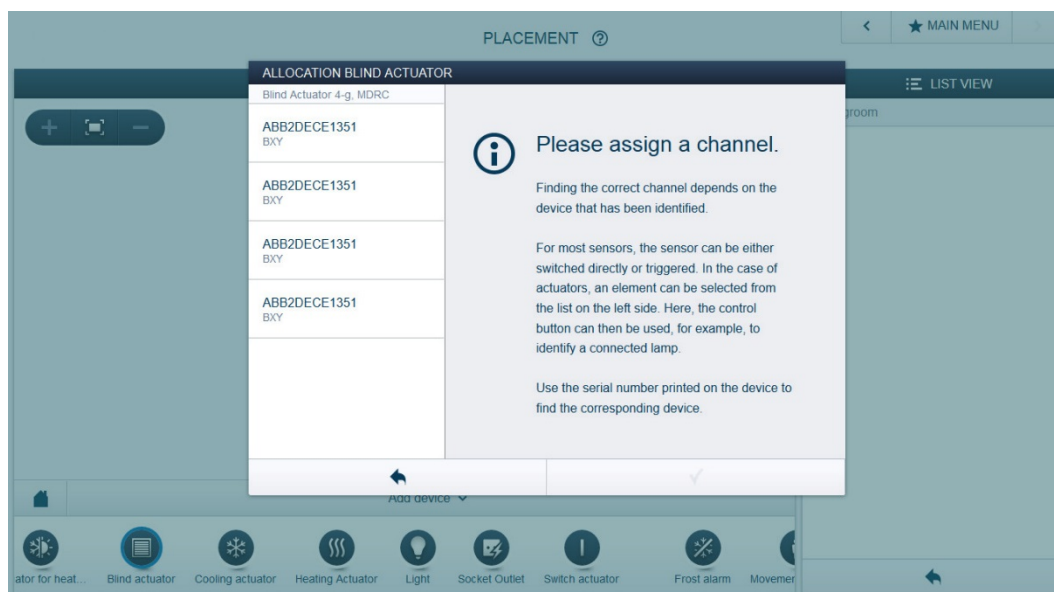 PLACEMENT ?
MAIN MENU
ALLOCATION BLIND ACTUATOR
LIST VIEW
Blind Actuator 4-g, MDRC
groom
ABB2DECE1351
BXY
ABB2DECE1351
BXY
ABB2DECE1351
BXY
ABB2DECE1351
BXY
Please assign a channel.
Finding the correct channel depends on the
device that has been identified.
For most sensors, the sensor can be either
switched directly or triggered. In the case of
actuators, an element can be selected from
the list on the left side. Here, the control
button can then be used, for example, to
identify a connected lamp.
Use the serial number printed on the device to
find the corresponding device.
Add device
ator for heat...
Blind actuator
Cooling actuator
Heating Actuator
Light
Socket Outlet
Switch actuator
Frost alarm
Movemer